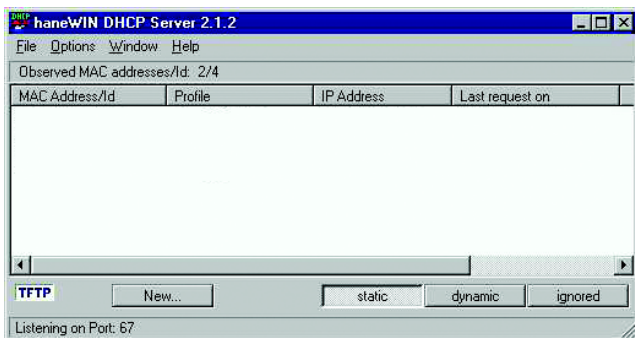 DHCP haneWIN DHCP Server 2.1.2
File Options Window Help
Observed MAC addresses/Id: 2/4
MAC Address/Id Profile IP Address Last request on
TFTP New... static dynamic ignored
Listening on Port: 67